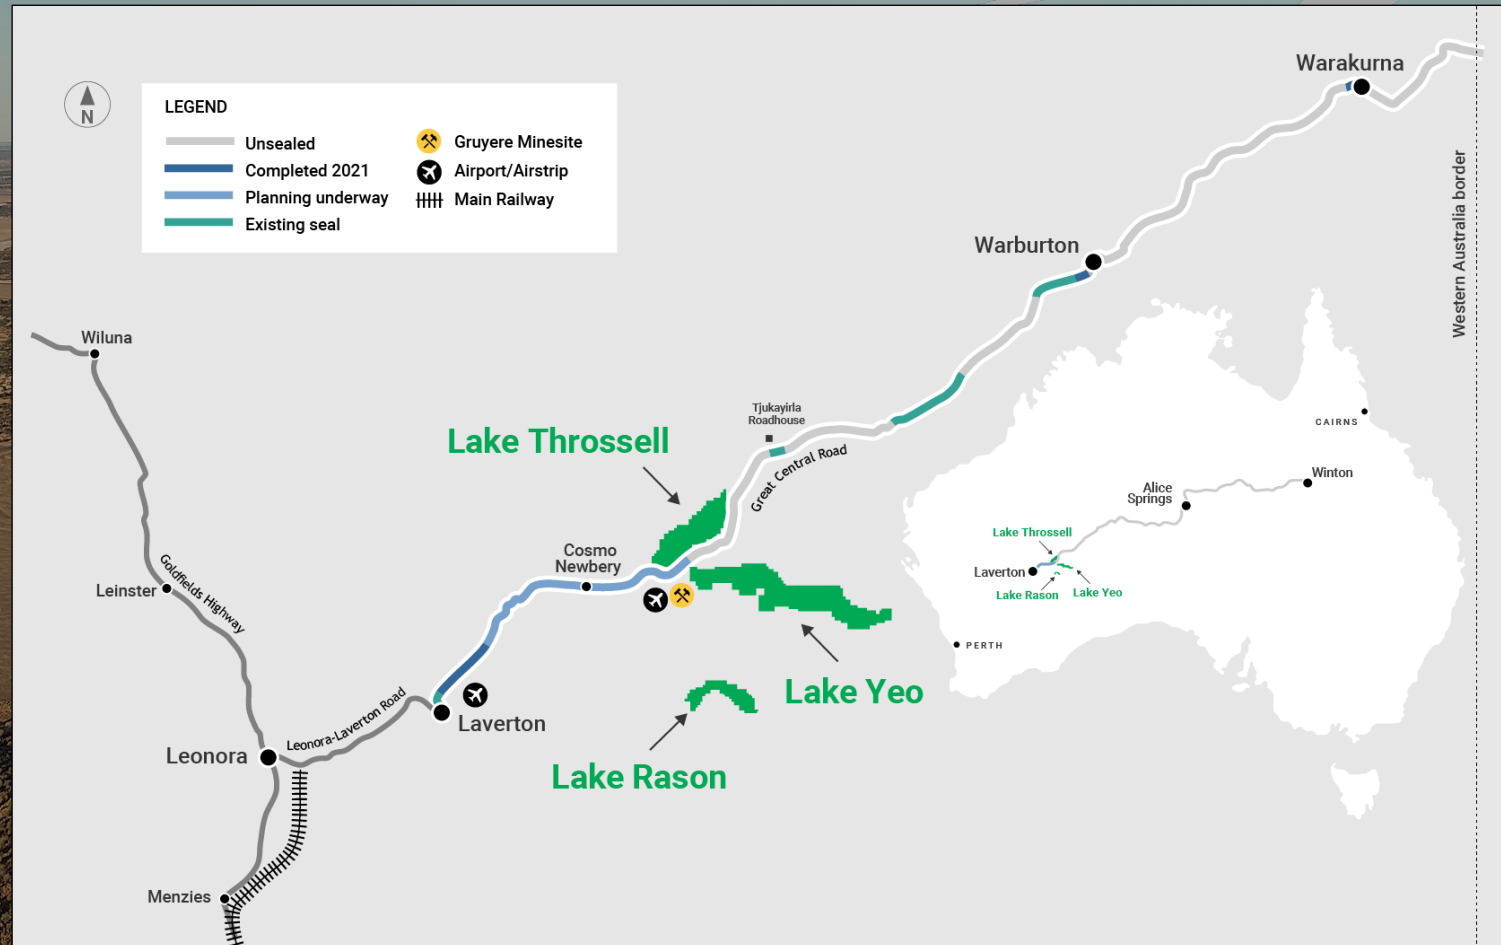 N
LEGEND
Unsealed
Completed 2021
Planning underway
Existing seal
Gruyere Minesite
Airport/Airstrip
Main Railway
Warakurna
Western Australia border
Warburton
Wiluna
Tjukayirla
Roadhouse
Great Central Road
Lake Throssell
Cosmo
Newbery
Leinster
Goldfields Highway
Lake Yeo
Leonora-Laverton Road
Laverton
Leonora
Lake Rason
Menzies
CAIRNS
Winton
Alice
Springs
Lake Throssell
Laverton
Lake Rason
Lake Yeo
PERTH